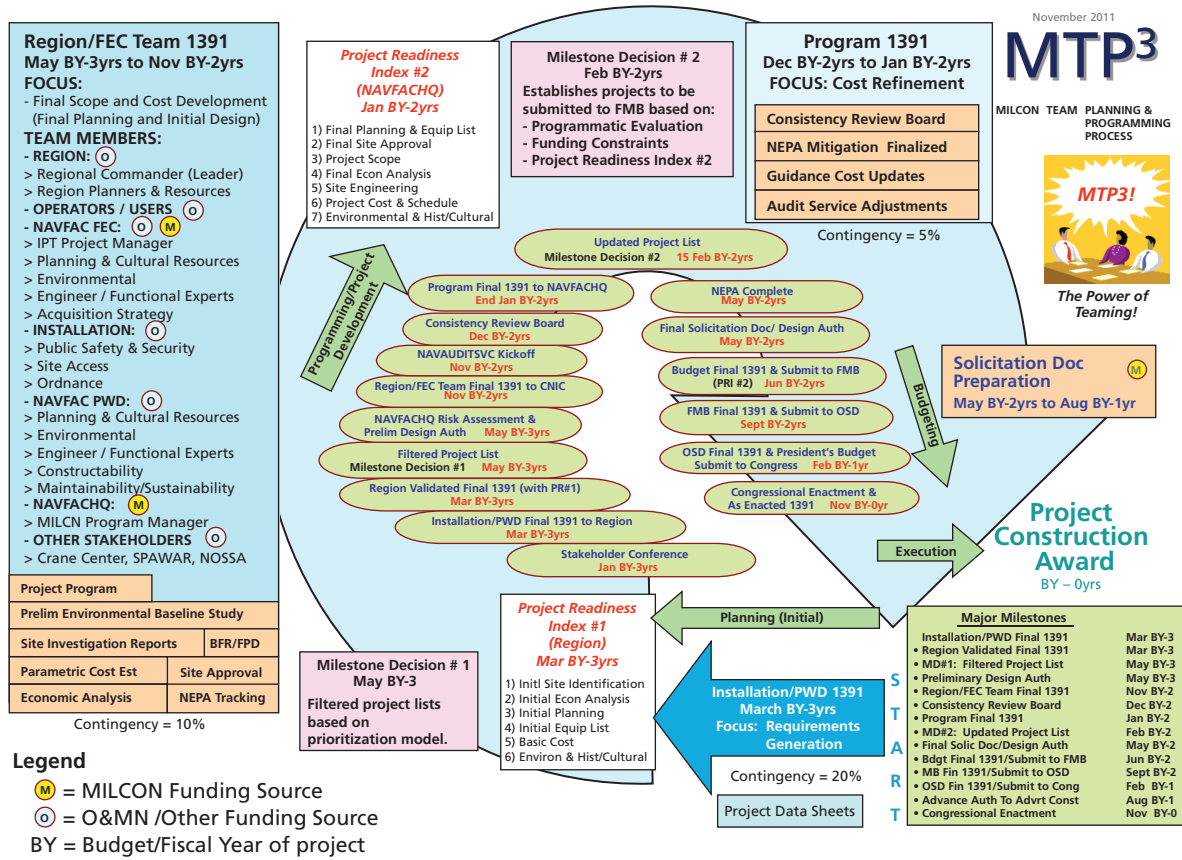 Region/FEC Team 1391
May BY-3yrs to Nov BY-2yrs
FOCUS:
- Final Scope and Cost Development
(Final Planning and Initial Design)
TEAM MEMBERS:
- REGION: O
> Regional Commander (Leader)
> Region Planners & Resources
- OPERATORS / USERS O
- NAVFAC FEC: O M
> IPT Project Manager
> Planning & Cultural Resources
> Environmental
> Engineer / Functional Experts
> Acquisition Strategy
- INSTALLATION: O
> Public Safety & Security
> Site Access
> Ordnance
- NAVFAC PWD: O
> Planning & Cultural Resources
> Environmental
> Engineer / Functional Experts
> Constructability
> Maintainability/Sustainability
- NAVFACHQ: M
> MILCN Program Manager
- OTHER STAKEHOLDERS O
> Crane Center, SPAWAR, NOSSA
Project Program
Prelim Environmental Baseline Study
Site Investigation Reports
BFR/FPD
Parametric Cost Est
Site Approval
Economic Analysis
NEPA Tracking
Contingency = 10%
Legend
M = MILCON Funding Source
O = O&MN /Other Funding Source
BY = Budget/Fiscal Year of project
Project Readiness
Index #2
(NAVFACHQ)
Jan BY-2yrs
1) Final Planning & Equip List
2) Final Site Approval
3) Project Scope
4) Final Econ Analysis
5) Site Engineering
6) Project Cost & Schedule
7) Environmental & Hist/Cultural
Milestone Decision # 2
Feb BY-2yrs
Establishes projects to be
submitted to FMB based on:
- Programmatic Evaluation
- Funding Constraints
- Project Readiness Index #2
Program 1391
Dec BY-2yrs to Jan BY-2yrs
FOCUS: Cost Refinement
Consistency Review Board
NEPA Mitigation Finalized
Guidance Cost Updates
Audit Service Adjustments
Contingency = 5%
November 2011
MTP3
MILCON TEAM PLANNING &
PROGRAMMING
PROCESS
MTP3!
The Power of
Teaming!
Programming/Project
Development
Updated Project List
Milestone Decision #2 15 Feb BY-2yrs
Program Final 1391 to NAVFACHQ
End Jan BY-2yrs
Consistency Review Board
Dec BY-2yrs
NAVAUDITSVC Kickoff
Nov BY-2yrs
Region/FEC Team Final 1391 to CNIC
Nov BY-2yrs
NAVFACHQ Risk Assessment &
Prelim Design Auth May BY-3yrs
Filtered Project List
Milestone Decision #1 May BY-3yrs
Region Validated Final 1391 (with PR#1)
Mar BY-3yrs
Installation/PWD Final 1391 to Region
Mar BY-3yrs
Stakeholder Conference
Jan BY-3yrs
NEPA Complete
May BY-2yrs
Final Solicitation Doc/ Design Auth
May BY-2yrs
Budget Final 1391 & Submit to FMB
(PRI #2) Jun BY-2yrs
FMB Final 1391 & Submit to OSD
Sept BY-2yrs
OSD Final 1391 & President's Budget
Submit to Congress Feb BY-1yr
Congressional Enactment &
As Enacted 1391 Nov BY-0yr
Budgeting
Solicitation Doc
Preparation M
May BY-2yrs to Aug BY-1yr
Execution
Project
Construction
Award
BY – 0yrs
Planning (Initial)
Project Readiness
Index #1
(Region)
Mar BY-3yrs
1) Initl Site Identification
2) Initial Econ Analysis
3) Initial Planning
4) Initial Equip List
5) Basic Cost
6) Environ & Hist/Cultural
Milestone Decision # 1
May BY-3
Filtered project lists
based on
prioritization model.
Installation/PWD 1391
March BY-3yrs
Focus: Requirements
Generation
Contingency = 20%
Project Data Sheets
S
T
A
R
T
Major Milestones
Installation/PWD Final 1391 Mar BY-3
• Region Validated Final 1391 Mar BY-3
• MD#1: Filtered Project List May BY-3
• Preliminary Design Auth May BY-3
• Region/FEC Team Final 1391 Nov BY-2
• Consistency Review Board Dec BY-2
• Program Final 1391 Jan BY-2
• MD#2: Updated Project List Feb BY-2
• Final Solic Doc/Design Auth May BY-2
• Bdgt Final 1391/Submit to FMB Jun BY-2
• MB Fin 1391/Submit to OSD Sept BY-2
• OSD Fin 1391/Submit to Cong Feb BY-1
• Advance Auth To Advrt Const Aug BY-1
• Congressional Enactment Nov BY-0